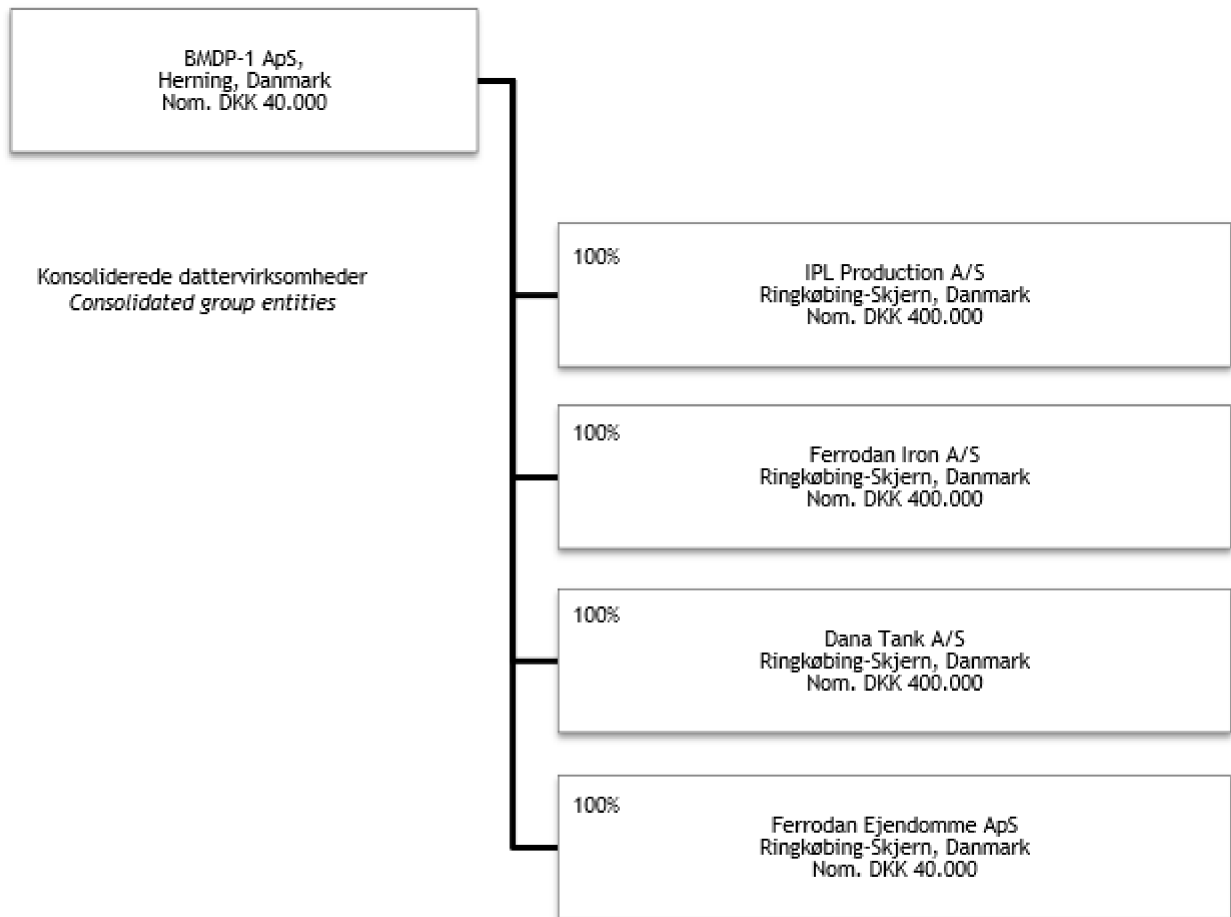 BMDP-1 ApS,
Herning, Danmark
Nom. DKK 40.000
Konsoliderede dattervirksomheder
Consolidated group entities
100%
IPL Production A/S
Ringkøbing-Skjern, Danmark
Nom. DKK 400.000
100%
Ferrodan Iron A/S
Ringkøbing-Skjern, Danmark
Nom. DKK 400.000
100%
Dana Tank A/S
Ringkøbing-Skjern, Danmark
Nom. DKK 400.000
100%
Ferrodan Ejendomme ApS
Ringkøbing-Skjern, Danmark
Nom. DKK 40.000